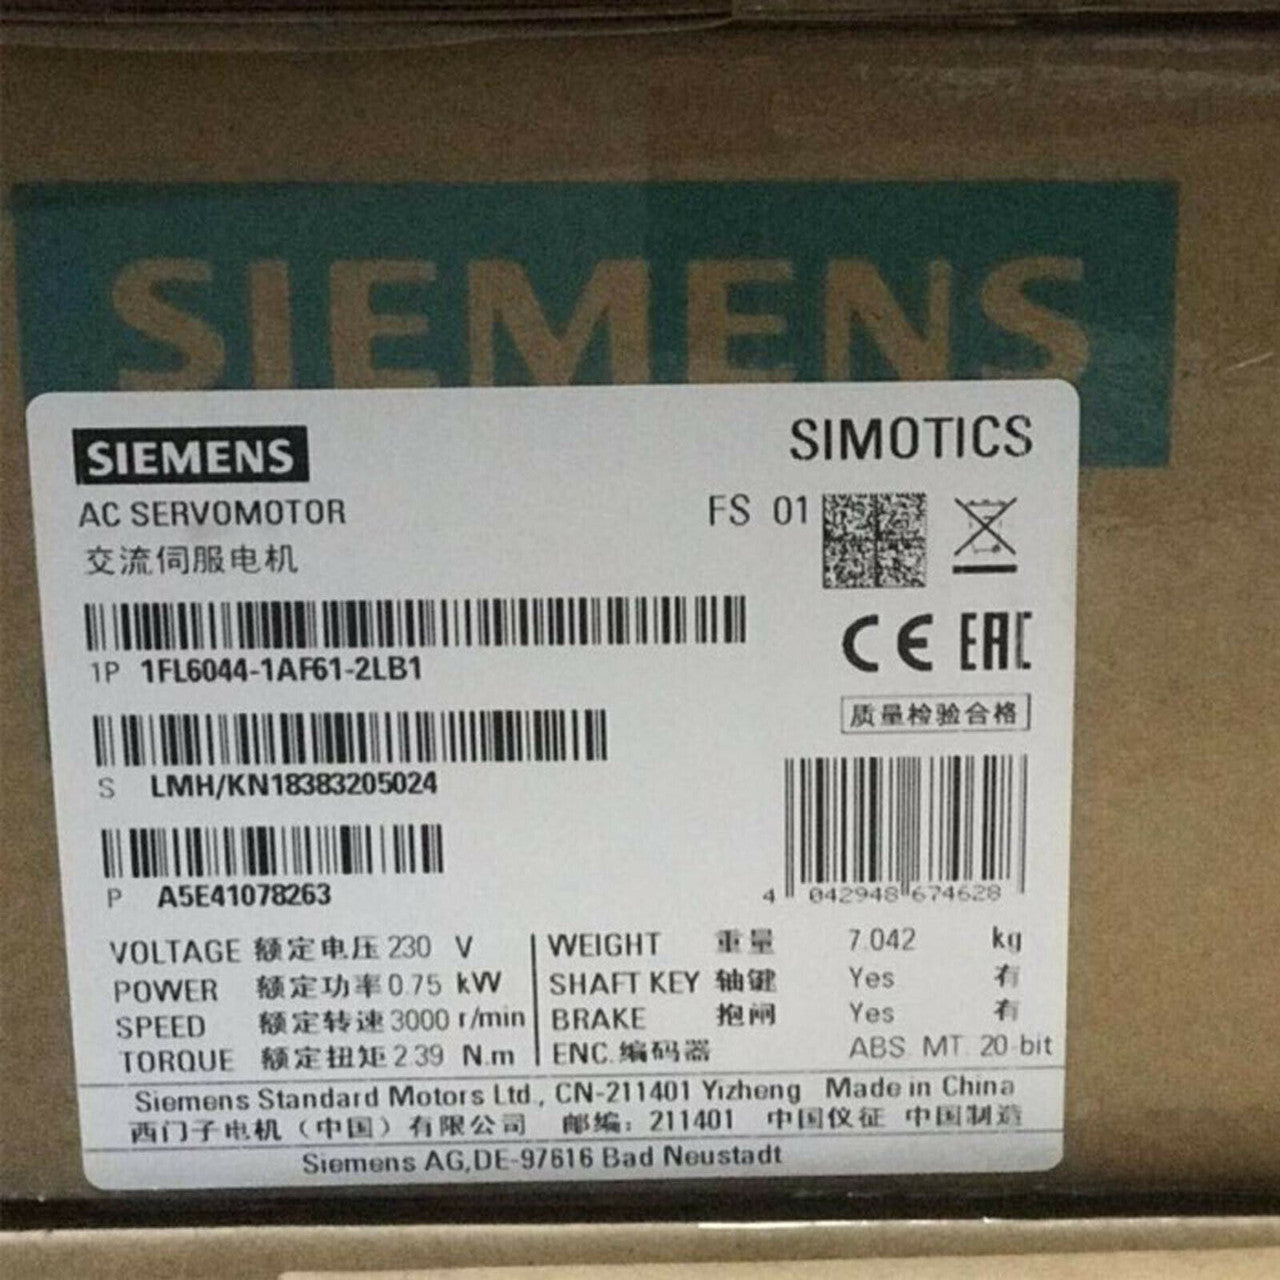 SIEMENS
SIEMENS
SIMOTICS
AC SERVOMOTOR
FS 01
交流伺服电机
1P 1FL6044-1AF61-2LB1
CE EAC
质量检验合格
S LMH/KN18383205024
P A5E41078263
4 042948 674628
VOLTAGE 额定电压 230 V
POWER 额定功率 0.75 kW
SPEED 额定转速 3000 r/min
TORQUE 额定扭矩 2.39 N.m
WEIGHT 重量 7.042 kg
SHAFT KEY 轴键 Yes 有
BRAKE 抱闸 Yes 有
ENC. 编码器 ABS. MT. 20-bit
Siemens Standard Motors Ltd., CN-211401 Yizheng Made in China
西门子电机（中国）有限公司 邮编：211401 中国仪征 中国制造
Siemens AG,DE-97616 Bad Neustadt